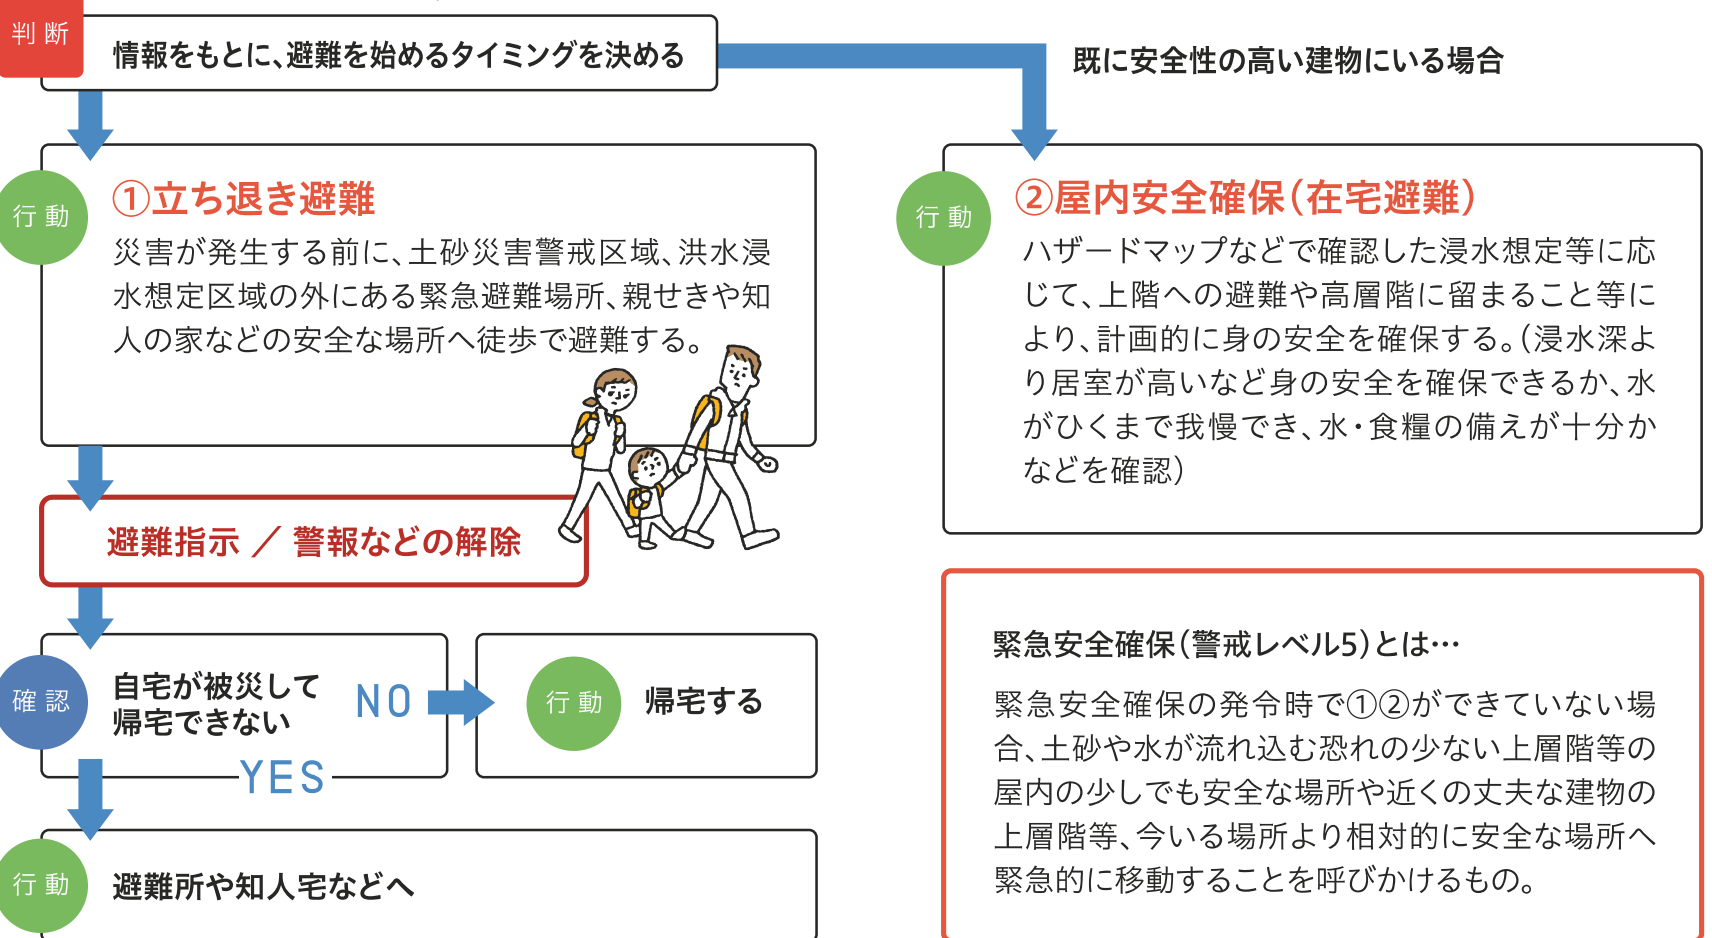 判断
情報をもとに、避難を始めるタイミングを決める
既に安全性の高い建物にいる場合
行動
①立ち退き避難
災害が発生する前に、土砂災害警戒区域、洪水浸
水想定区域の外にある緊急避難場所、親せきや知
人の家などの安全な場所へ徒歩で避難する。
行動
②屋内安全確保(在宅避難)
ハザードマップなどで確認した浸水想定等に応
じて、上階への避難や高層階に留まること等に
より、計画的に身の安全を確保する。(浸水深よ
り居室が高いなど身の安全を確保できるか、水
がひくまで我慢でき、水・食糧の備えが十分か
などを確認)
避難指示 ／ 警報などの解除
確認
自宅が被災して
帰宅できない
NO
YES
行動
帰宅する
行動
避難所や知人宅などへ
緊急安全確保(警戒レベル5)とは…
緊急安全確保の発令時で①②ができていない場
合、土砂や水が流れ込む恐れの少ない上層階等の
屋内の少しでも安全な場所や近くの丈夫な建物の
上層階等、今いる場所より相対的に安全な場所へ
緊急的に移動することを呼びかけるもの。